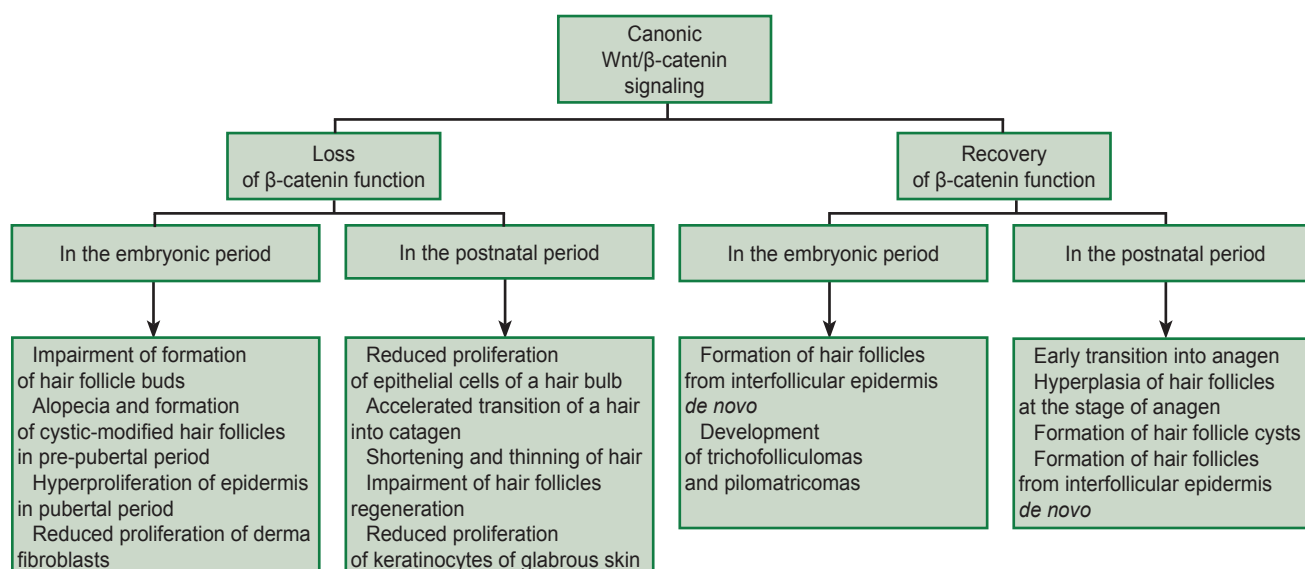 Canonic
Wnt/β-catenin
signaling
Loss
of β-catenin function
Recovery
of β-catenin function
In the embryonic period
In the postnatal period
In the embryonic period
In the postnatal period
Impairment of formation
of hair follicle buds
Alopecia and formation
of cystic-modified hair follicles
in pre-pubertal period
Hyperproliferation of epidermis
in pubertal period
Reduced proliferation of derma
fibroblasts
Reduced proliferation
of epithelial cells of a hair bulb
Accelerated transition of a hair
into catagen
Shortening and thinning of hair
Impairment of hair follicles
regeneration
Reduced proliferation
of keratinocytes of glabrous skin
Formation of hair follicles
from interfollicular epidermis
de novo
Development
of trichofolliculomas
and pilomatricomas
Early transition into anagen
Hyperplasia of hair follicles
at the stage of anagen
Formation of hair follicle cysts
Formation of hair follicles
from interfollicular epidermis
de novo